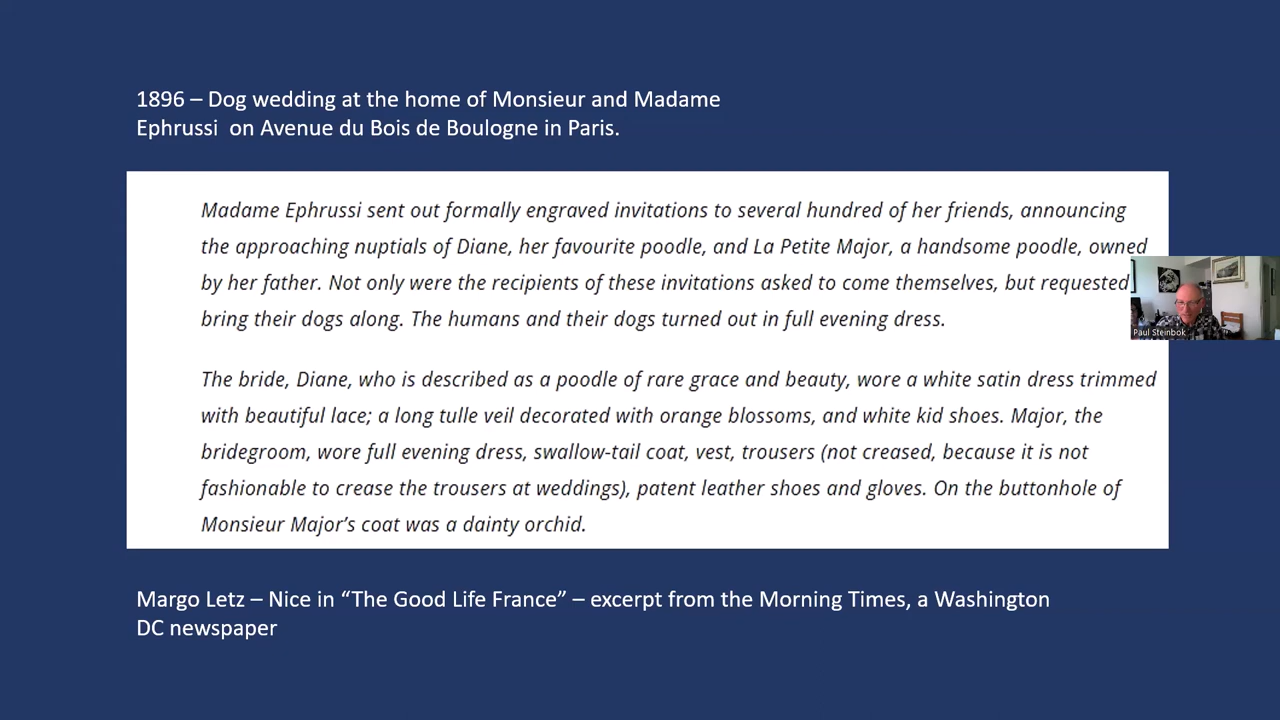 1896 – Dog wedding at the home of Monsieur and Madame
Ephrussi  on Avenue du Bois de Boulogne in Paris.
Madame Ephrussi sent out formally engraved invitations to several hundred of her friends, announcing
the approaching nuptials of Diane, her favourite poodle, and La Petite Major, a handsome poodle, owned
by her father. Not only were the recipients of these invitations asked to come themselves, but requested
bring their dogs along. The humans and their dogs turned out in full evening dress.
Paul Steinbok
The bride, Diane, who is described as a poodle of rare grace and beauty, wore a white satin dress trimmed
with beautiful lace; a long tulle veil decorated with orange blossoms, and white kid shoes. Major, the
bridegroom, wore full evening dress, swallow-tail coat, vest, trousers (not creased, because it is not
fashionable to crease the trousers at weddings), patent leather shoes and gloves. On the buttonhole of
Monsieur Major’s coat was a dainty orchid.
Margo Letz – Nice in “The Good Life France” – excerpt from the Morning Times, a Washington
DC newspaper